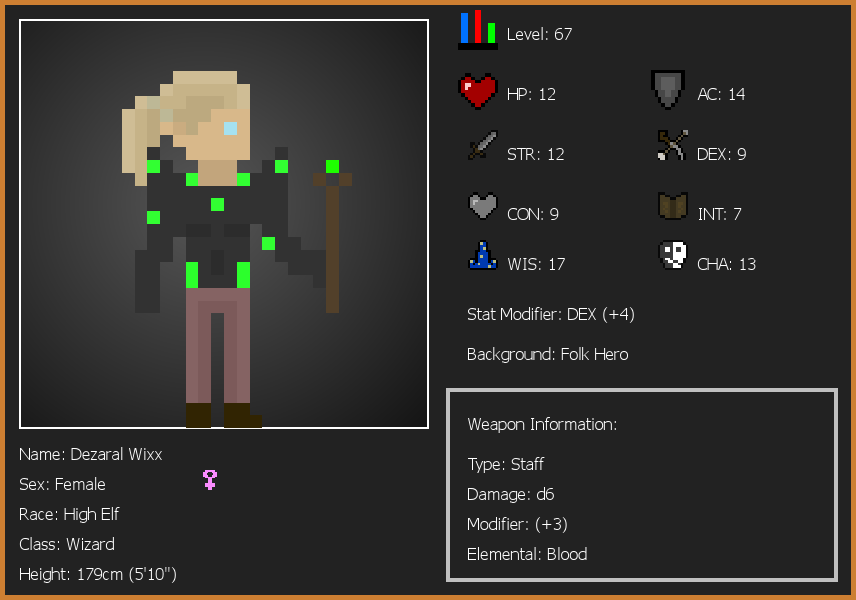 Level: 67
HP: 12
AC: 14
STR: 12
DEX: 9
CON: 9
INT: 7
WIS: 17
CHA: 13
Stat Modifier: DEX (+4)
Background: Folk Hero
Weapon Information:
Type: Staff
Damage: d6
Modifier: (+3)
Elemental: Blood
Name: Dezaral Wixx
Sex: Female
Race: High Elf
Class: Wizard
Height: 179cm (5'10")